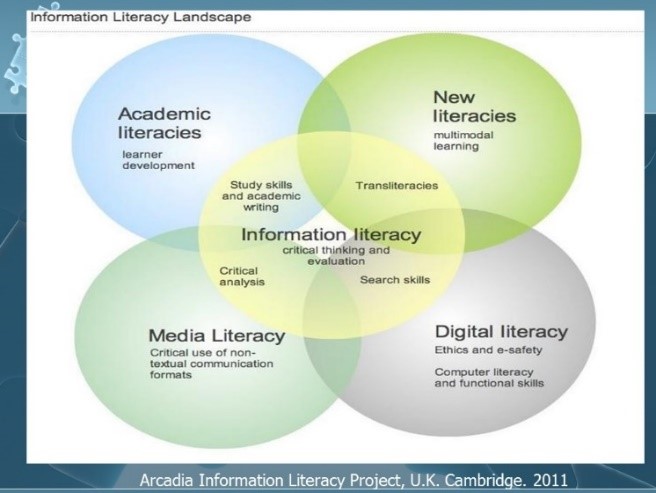 Information Literacy Landscape
Academic
literacies
learner
development
New
literacies
multimodal
learning
Study skills
and academic
writing
Transliteracies
Information literacy
critical thinking and
evaluation
Critical
analysis
Search skills
Media Literacy
Critical use of non-
textual communication
formats
Digital literacy
Ethics and e-safety
Computer literacy
and functional skills
Arcadia Information Literacy Project, U.K. Cambridge. 2011